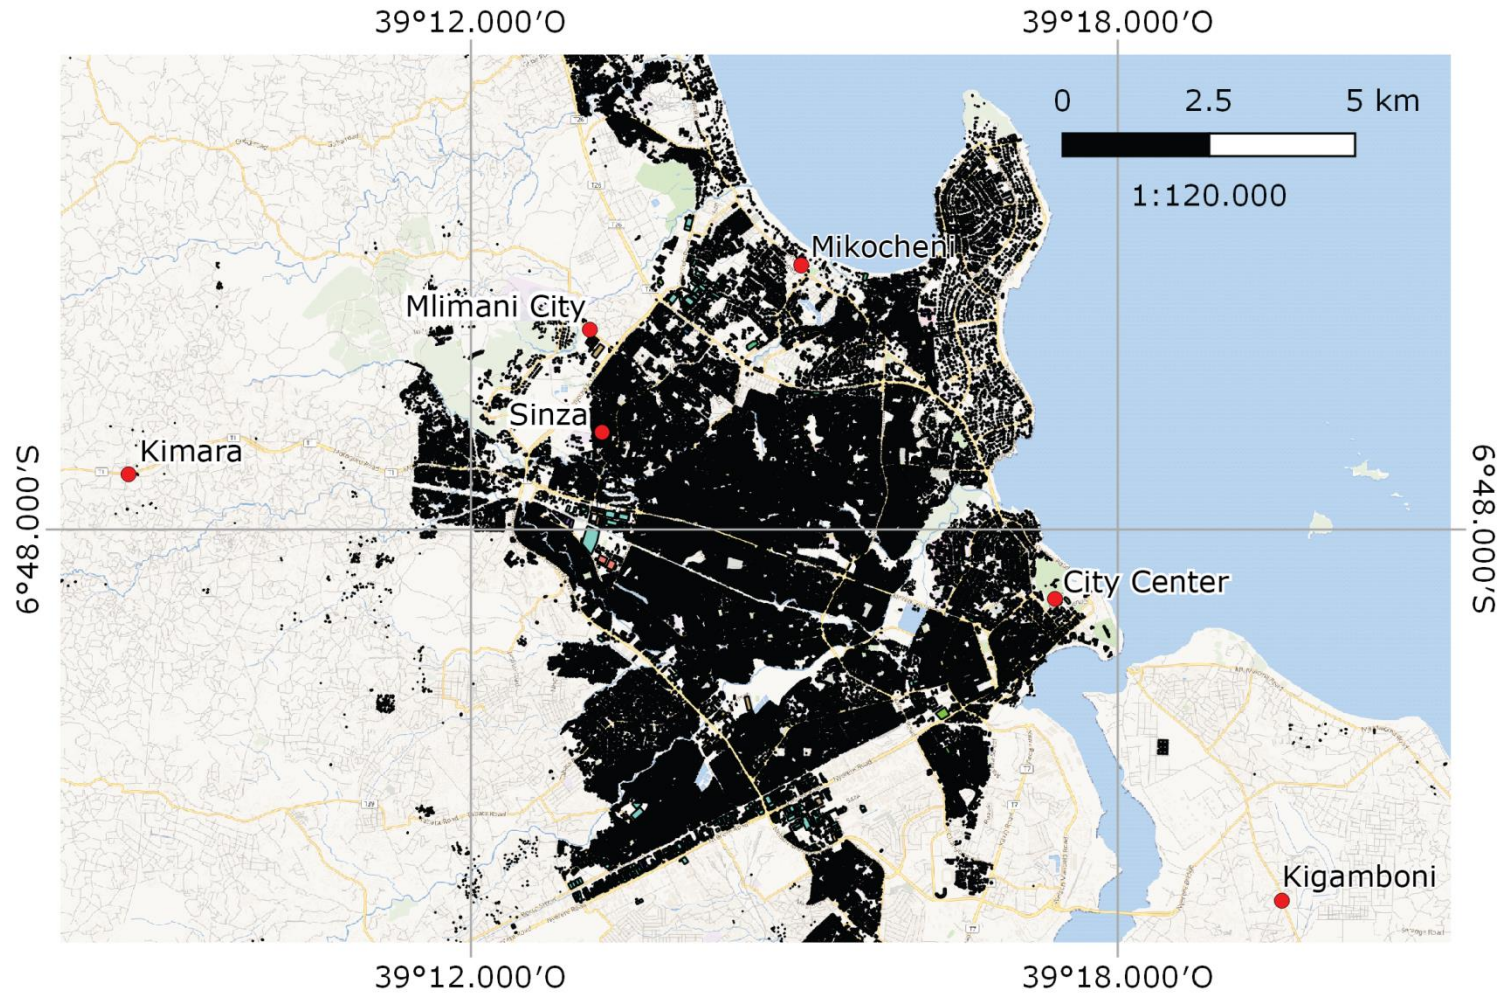 39°12.000′O
39°18.000′O
0 2.5 5 km
1:120.000
Mikocheni
Mlimani City
Sinza
Kimara
6°48.000′S
6°48.000′S
City Center
Kigamboni
39°12.000′O
39°18.000′O